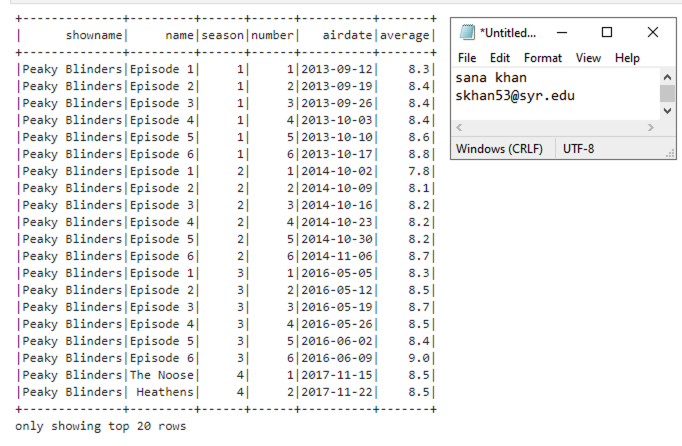 +--------------+---------+------+------+----------+-------+
|      showname|     name|season|number|   airdate|average|
+--------------+---------+------+------+----------+-------+
|Peaky Blinders|Episode 1|     1|     1|2013-09-12|    8.3|
|Peaky Blinders|Episode 2|     1|     2|2013-09-19|    8.4|
|Peaky Blinders|Episode 3|     1|     3|2013-09-26|    8.4|
|Peaky Blinders|Episode 4|     1|     4|2013-10-03|    8.4|
|Peaky Blinders|Episode 5|     1|     5|2013-10-10|    8.6|
|Peaky Blinders|Episode 6|     1|     6|2013-10-17|    8.8|
|Peaky Blinders|Episode 1|     2|     1|2014-10-02|    7.8|
|Peaky Blinders|Episode 2|     2|     2|2014-10-09|    8.1|
|Peaky Blinders|Episode 3|     2|     3|2014-10-16|    8.2|
|Peaky Blinders|Episode 4|     2|     4|2014-10-23|    8.2|
|Peaky Blinders|Episode 5|     2|     5|2014-10-30|    8.2|
|Peaky Blinders|Episode 6|     2|     6|2014-11-06|    8.7|
|Peaky Blinders|Episode 1|     3|     1|2016-05-05|    8.3|
|Peaky Blinders|Episode 2|     3|     2|2016-05-12|    8.5|
|Peaky Blinders|Episode 3|     3|     3|2016-05-19|    8.7|
|Peaky Blinders|Episode 4|     3|     4|2016-05-26|    8.5|
|Peaky Blinders|Episode 5|     3|     5|2016-06-02|    8.4|
|Peaky Blinders|Episode 6|     3|     6|2016-06-09|    9.0|
|Peaky Blinders|The Noose|     4|     1|2017-11-15|    8.5|
|Peaky Blinders| Heathens|     4|     2|2017-11-22|    8.5|
+--------------+---------+------+------+----------+-------+
only showing top 20 rows
*Untitled...
File Edit Format View Help
sana khan
skhan53@syr.edu
Windows (CRLF) UTF-8